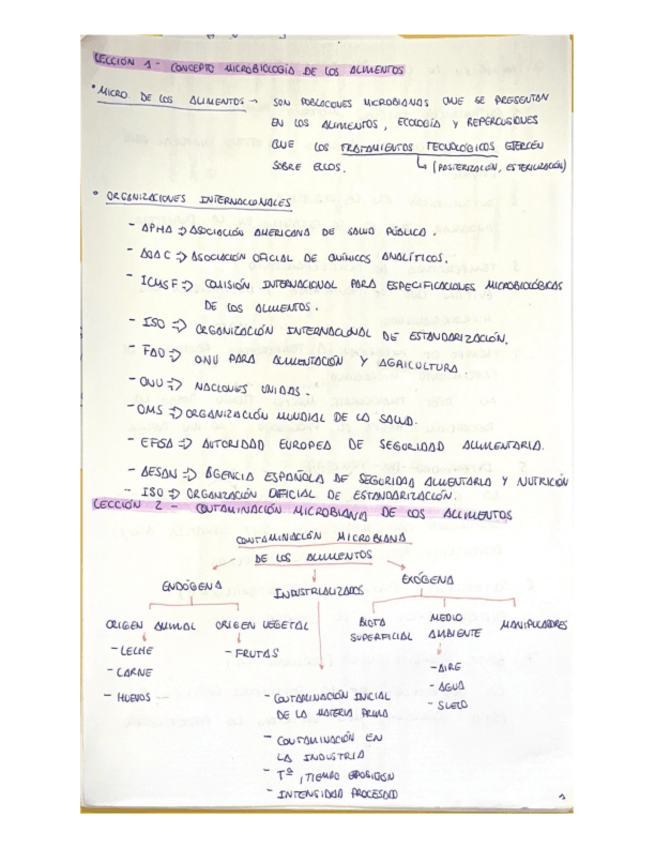 LECCIÓN 1 - CONCEPTO MICROBIOLOGÍA DE LOS ALIMENTOS
• MICRO. DE LOS ALIMENTOS → SON POBLACIONES MICROBIANAS QUE SE PRESENTAN
EN LOS ALIMENTOS, ECOLOGÍA Y REPERCUSIONES
QUE LOS TRATAMIENTOS TECNOLÓGICOS EJERCEN
SOBRE ELLOS. ↳ (PASTERIZACIÓN, ESTERILIZACIÓN)
• ORGANIZACIONES INTERNACIONALES
- APHA ⇒ ASOCIACIÓN AMERICANA DE SALUD PÚBLICA.
- AOAC ⇒ ASOCIACIÓN OFICIAL DE QUÍMICOS ANALÍTICOS.
- ICMSF ⇒ COMISIÓN INTERNACIONAL PARA ESPECIFICACIONES MICROBIOLÓGICAS
DE LOS ALIMENTOS.
- ISO ⇒ ORGANIZACIÓN INTERNACIONAL DE ESTANDARIZACIÓN.
- FAO ⇒ ONU PARA ALIMENTACIÓN Y AGRICULTURA
- ONU ⇒ NACIONES UNIDAS.
- OMS ⇒ ORGANIZACIÓN MUNDIAL DE LA SALUD.
- EFSA ⇒ AUTORIDAD EUROPEA DE SEGURIDAD ALIMENTARIA.
- AESAN ⇒ AGENCIA ESPAÑOLA DE SEGURIDAD ALIMENTARIA Y NUTRICIÓN
- ISO ⇒ ORGANIZACIÓN OFICIAL DE ESTANDARIZACIÓN.
LECCIÓN 2 - CONTAMINACIÓN MICROBIANA DE LOS ALIMENTOS
CONTAMINACIÓN MICROBIANA
DE LOS ALIMENTOS
ENDÓGENA INDUSTRIALIZADOS EXÓGENA
ORIGEN ANIMAL ORIGEN VEGETAL BIOTA SUPERFICIAL MEDIO AMBIENTE MANIPULADORES
- LECHE
- CARNE
- HUEVOS
- FRUTAS
- CONTAMINACIÓN INICIAL
DE LA MATERIA PRIMA
- CONTAMINACIÓN EN
LA INDUSTRIA
- Tª, TIEMPO EXPOSICIÓN
- INTENSIDAD PROCESADO
- AIRE
- AGUA
- SUELO
1